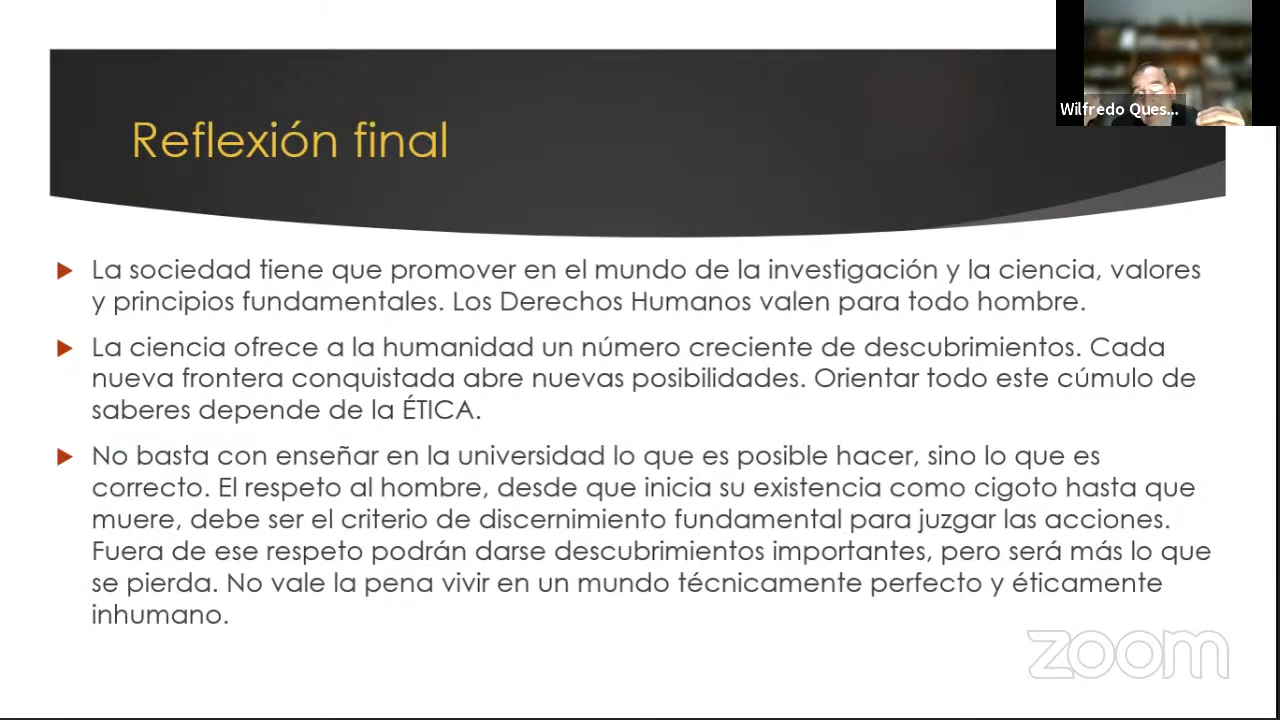 Wilfredo Ques...
Reflexión final
La sociedad tiene que promover en el mundo de la investigación y la ciencia, valores
y principios fundamentales. Los Derechos Humanos valen para todo hombre.
La ciencia ofrece a la humanidad un número creciente de descubrimientos. Cada
nueva frontera conquistada abre nuevas posibilidades. Orientar todo este cúmulo de
saberes depende de la ÉTICA.
No basta con enseñar en la universidad lo que es posible hacer, sino lo que es
correcto. El respeto al hombre, desde que inicia su existencia como cigoto hasta que
muere, debe ser el criterio de discernimiento fundamental para juzgar las acciones.
Fuera de ese respeto podrán darse descubrimientos importantes, pero será más lo que
se pierda. No vale la pena vivir en un mundo técnicamente perfecto y éticamente
inhumano.
zoom